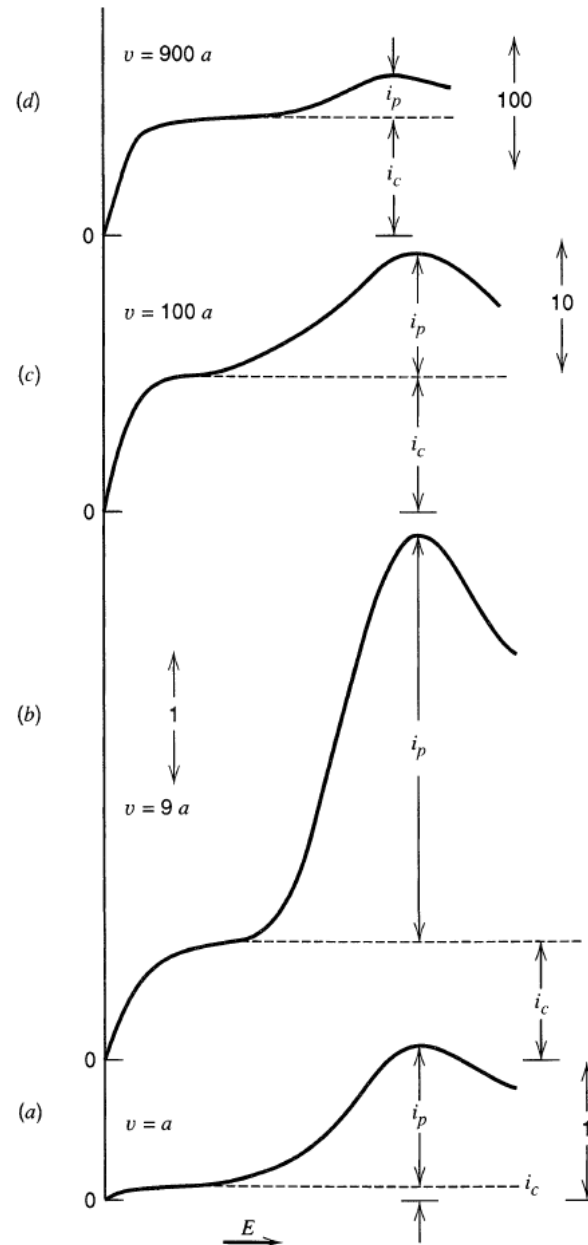 (d)
v = 900 a
i_p
100
i_c
0
(c)
v = 100 a
i_p
10
i_c
0
(b)
1
v = 9 a
i_p
i_c
0
(a)
v = a
i_p
1
i_c
0
E